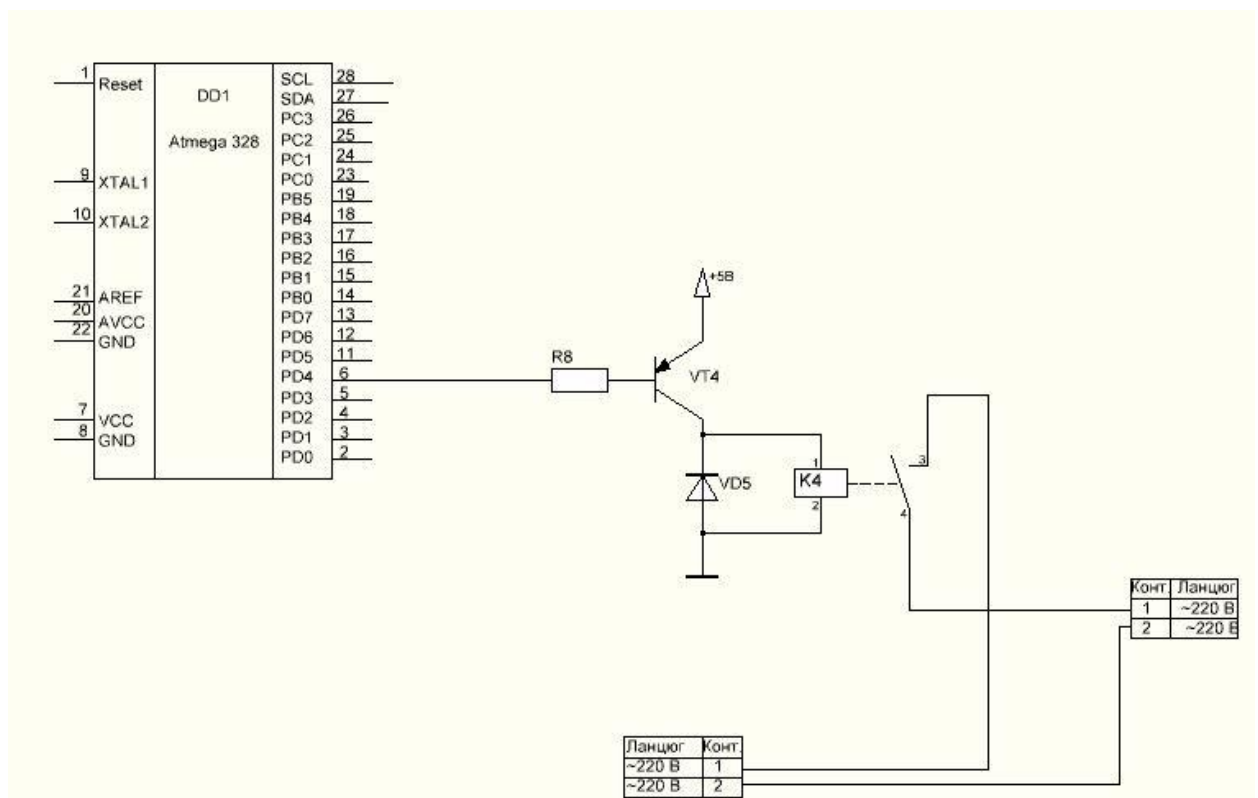 1 Reset
DD1
Atmega 328
SCL 28
SDA 27
PC3 26
PC2 25
PC1 24
PC0 23
9 XTAL1
PB5 19
10 XTAL2
PB4 18
PB3 17
PB2 16
PB1 15
21 AREF
PB0 14
20 AVCC
PD7 13
22 GND
PD6 12
PD5 11
PD4 6
PD3 5
7 VCC
PD2 4
8 GND
PD1 3
PD0 2
+5В
R8
VT4
VD5
1
K4
2
3
4
Конт. Ланцюг
1 ~220 В
2 ~220 В
Ланцюг Конт.
~220 В 1
~220 В 2